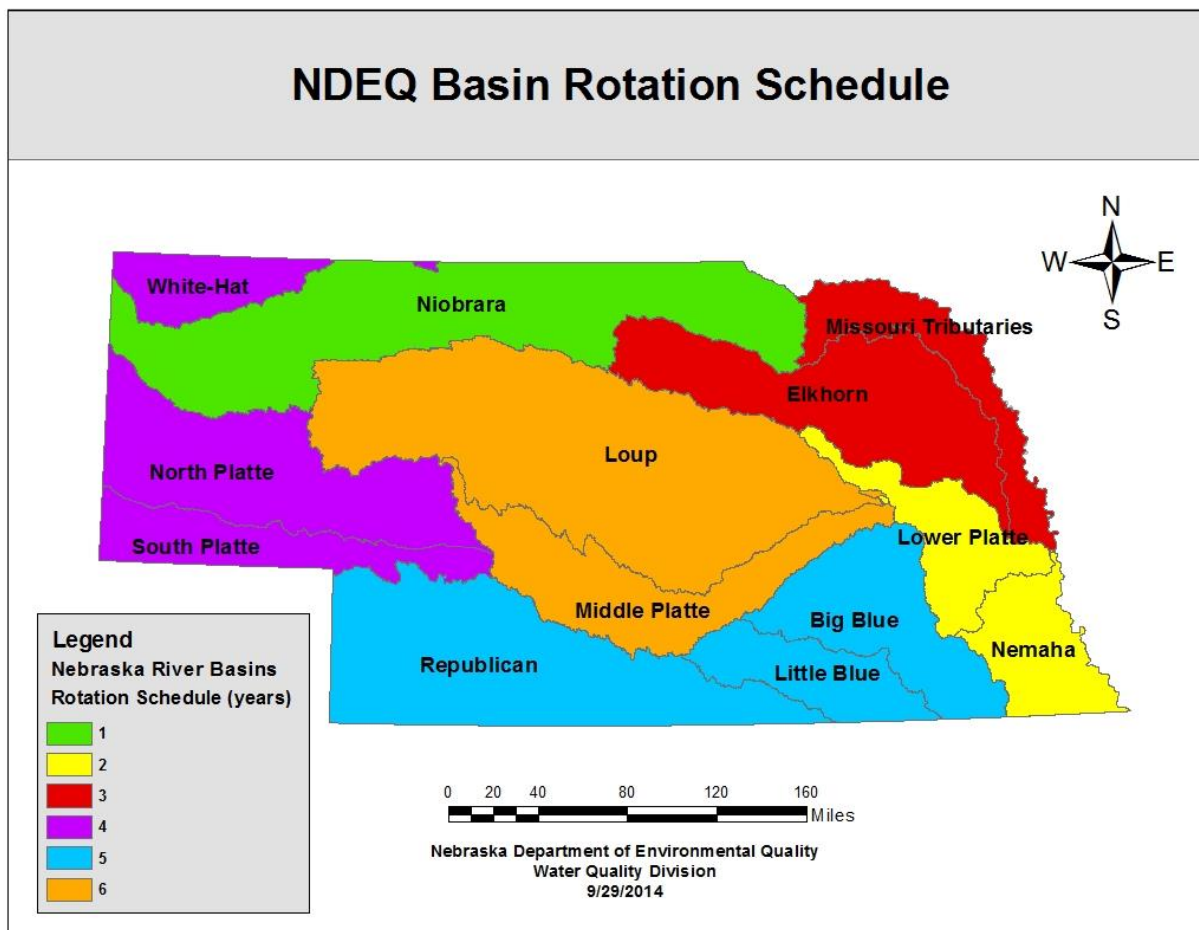 NDEQ Basin Rotation Schedule
N
W E
S
White-Hat
Niobrara
Missouri Tributaries
Elkhorn
Loup
North Platte
South Platte
Lower Platte
Middle Platte
Big Blue
Nemaha
Republican
Little Blue
Legend
Nebraska River Basins
Rotation Schedule (years)
1
2
3
4
5
6
0 20 40 80 120 160
Miles
Nebraska Department of Environmental Quality
Water Quality Division
9/29/2014